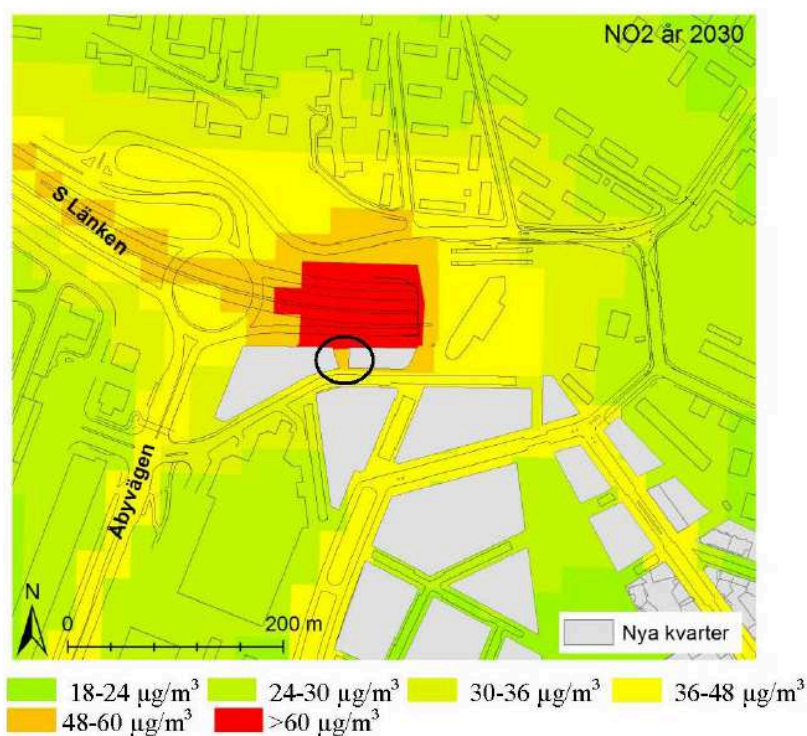 NO2 år 2030
S Länken
Åbyvägen
N
0 200 m
Nya kvarter
18-24 µg/m³ 24-30 µg/m³ 30-36 µg/m³ 36-48 µg/m³
48-60 µg/m³ >60 µg/m³